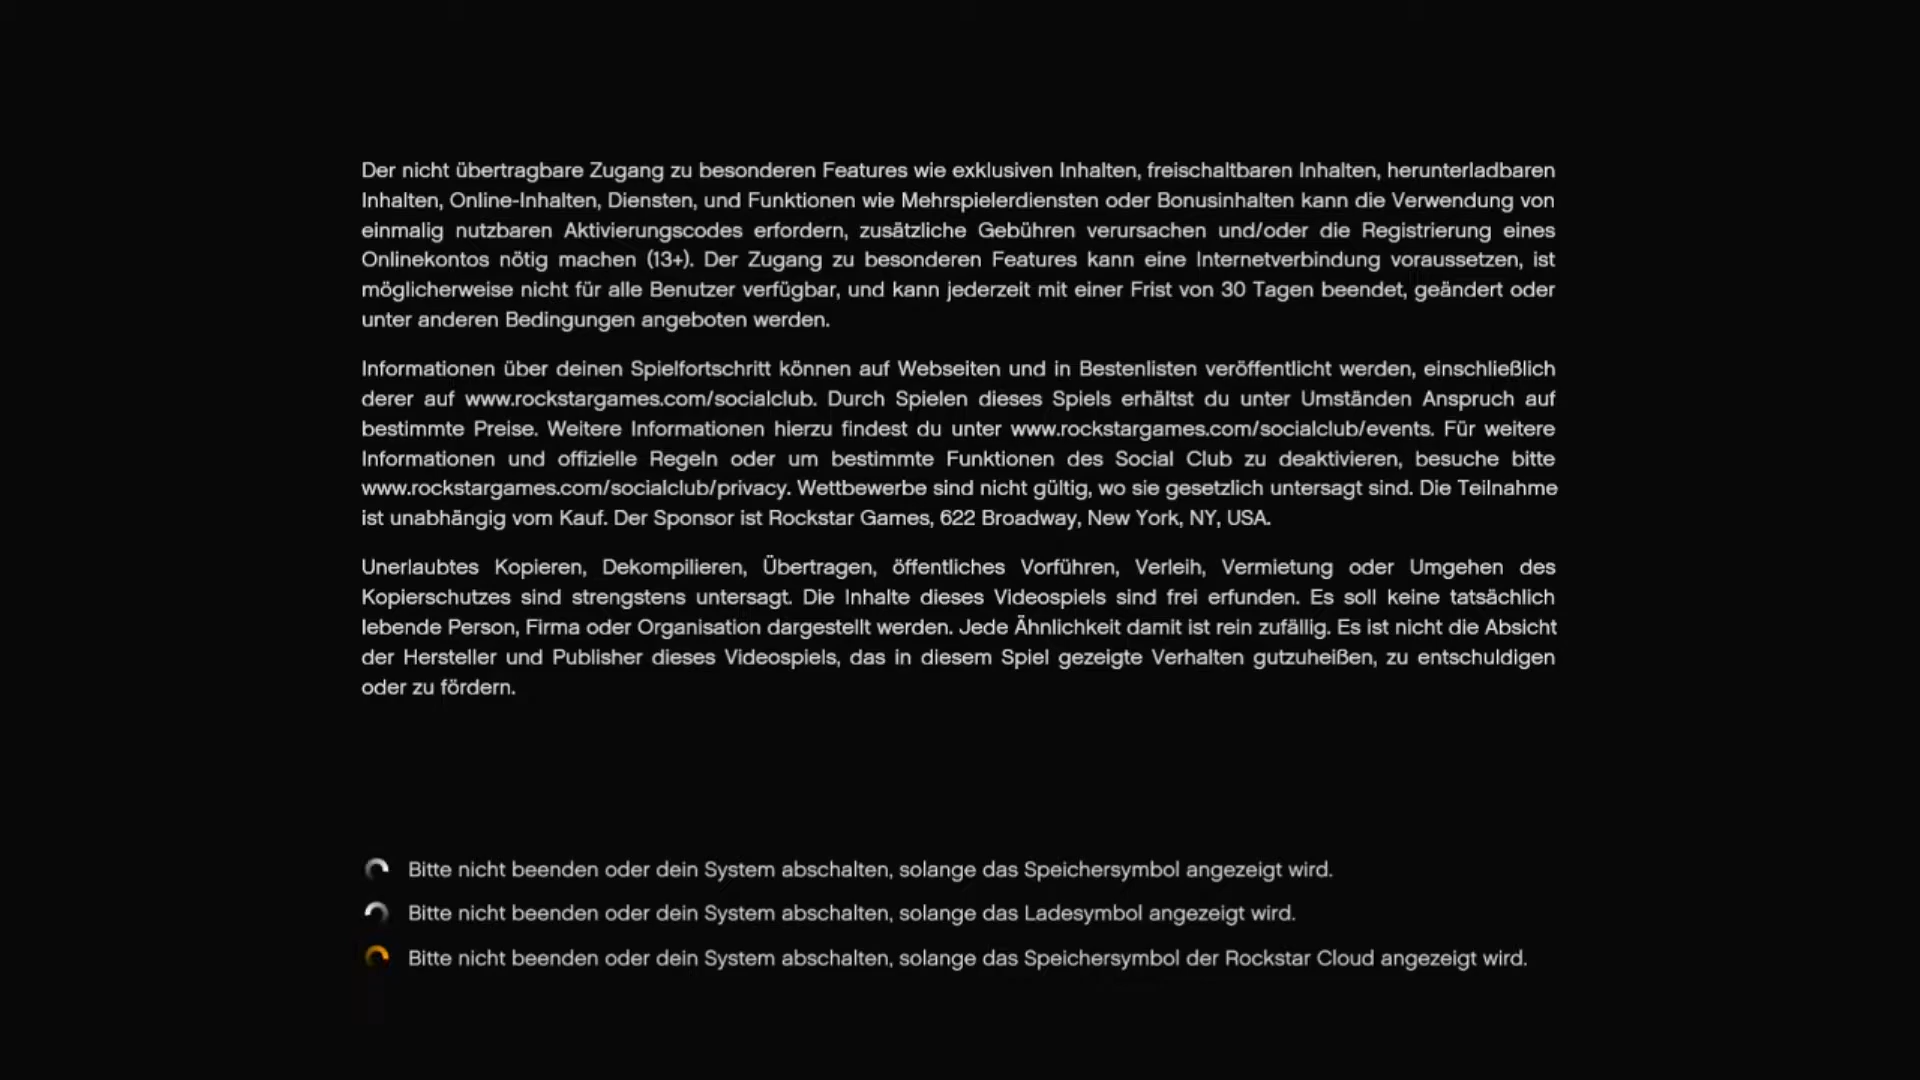 Der nicht übertragbare Zugang zu besonderen Features wie exklusiven Inhalten, freischaltbaren Inhalten, herunterladbaren
Inhalten, Online-Inhalten, Diensten, und Funktionen wie Mehrspielerdiensten oder Bonusinhalten kann die Verwendung von
einmalig nutzbaren Aktivierungscodes erfordern, zusätzliche Gebühren verursachen und/oder die Registrierung eines
Onlinekontos nötig machen (13+). Der Zugang zu besonderen Features kann eine Internetverbindung voraussetzen, ist
möglicherweise nicht für alle Benutzer verfügbar, und kann jederzeit mit einer Frist von 30 Tagen beendet, geändert oder
unter anderen Bedingungen angeboten werden.
Informationen über deinen Spielfortschritt können auf Webseiten und in Bestenlisten veröffentlicht werden, einschließlich
derer auf www.rockstargames.com/socialclub. Durch Spielen dieses Spiels erhältst du unter Umständen Anspruch auf
bestimmte Preise. Weitere Informationen hierzu findest du unter www.rockstargames.com/socialclub/events. Für weitere
Informationen und offizielle Regeln oder um bestimmte Funktionen des Social Club zu deaktivieren, besuche bitte
www.rockstargames.com/socialclub/privacy. Wettbewerbe sind nicht gültig, wo sie gesetzlich untersagt sind. Die Teilnahme
ist unabhängig vom Kauf. Der Sponsor ist Rockstar Games, 622 Broadway, New York, NY, USA.
Unerlaubtes Kopieren, Dekompilieren, Übertragen, öffentliches Vorführen, Verleih, Vermietung oder Umgehen des
Kopierschutzes sind strengstens untersagt. Die Inhalte dieses Videospiels sind frei erfunden. Es soll keine tatsächlich
lebende Person, Firma oder Organisation dargestellt werden. Jede Ähnlichkeit damit ist rein zufällig. Es ist nicht die Absicht
der Hersteller und Publisher dieses Videospiels, das in diesem Spiel gezeigte Verhalten gutzuheißen, zu entschuldigen
oder zu fördern.
Bitte nicht beenden oder dein System abschalten, solange das Speichersymbol angezeigt wird.
Bitte nicht beenden oder dein System abschalten, solange das Ladesymbol angezeigt wird.
Bitte nicht beenden oder dein System abschalten, solange das Speichersymbol der Rockstar Cloud angezeigt wird.